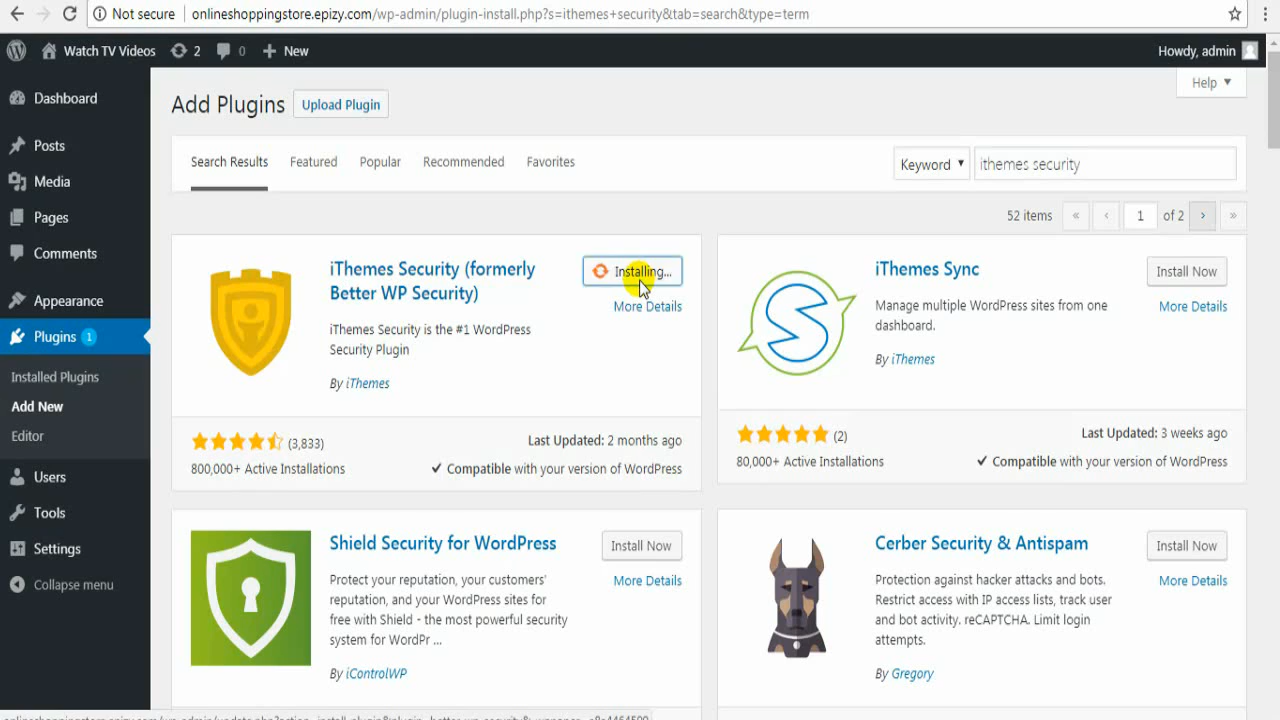 Not secure
onlineshoppingstore.epizy.com/wp-admin/plugin-install.php?s=ithemes+security&tab=search&type=term
Watch TV Videos
2
0
New
Howdy, admin
Dashboard
Posts
Media
Pages
Comments
Appearance
Plugins 1
Installed Plugins
Add New
Editor
Users
Tools
Settings
Collapse menu
Help
Add Plugins
Upload Plugin
Search Results
Featured
Popular
Recommended
Favorites
Keyword
ithemes security
52 items
«
‹
1
of 2
›
»
iThemes Security (formerly
Better WP Security)
Installing...
More Details
iThemes Security is the #1 WordPress
Security Plugin
By iThemes
(3,833)
800,000+ Active Installations
Last Updated: 2 months ago
Compatible with your version of WordPress
iThemes Sync
Install Now
More Details
Manage multiple WordPress sites from one
dashboard.
By iThemes
(2)
80,000+ Active Installations
Last Updated: 3 weeks ago
Compatible with your version of WordPress
Shield Security for WordPress
Install Now
More Details
Protect your reputation, your customers'
reputation, and your WordPress sites for
free with Shield - the most powerful security
system for WordPr ...
By iControlWP
Cerber Security & Antispam
Install Now
More Details
Protection against hacker attacks and bots.
Restrict access with IP access lists, track user
and bot activity. reCAPTCHA. Limit login
attempts.
By Gregory